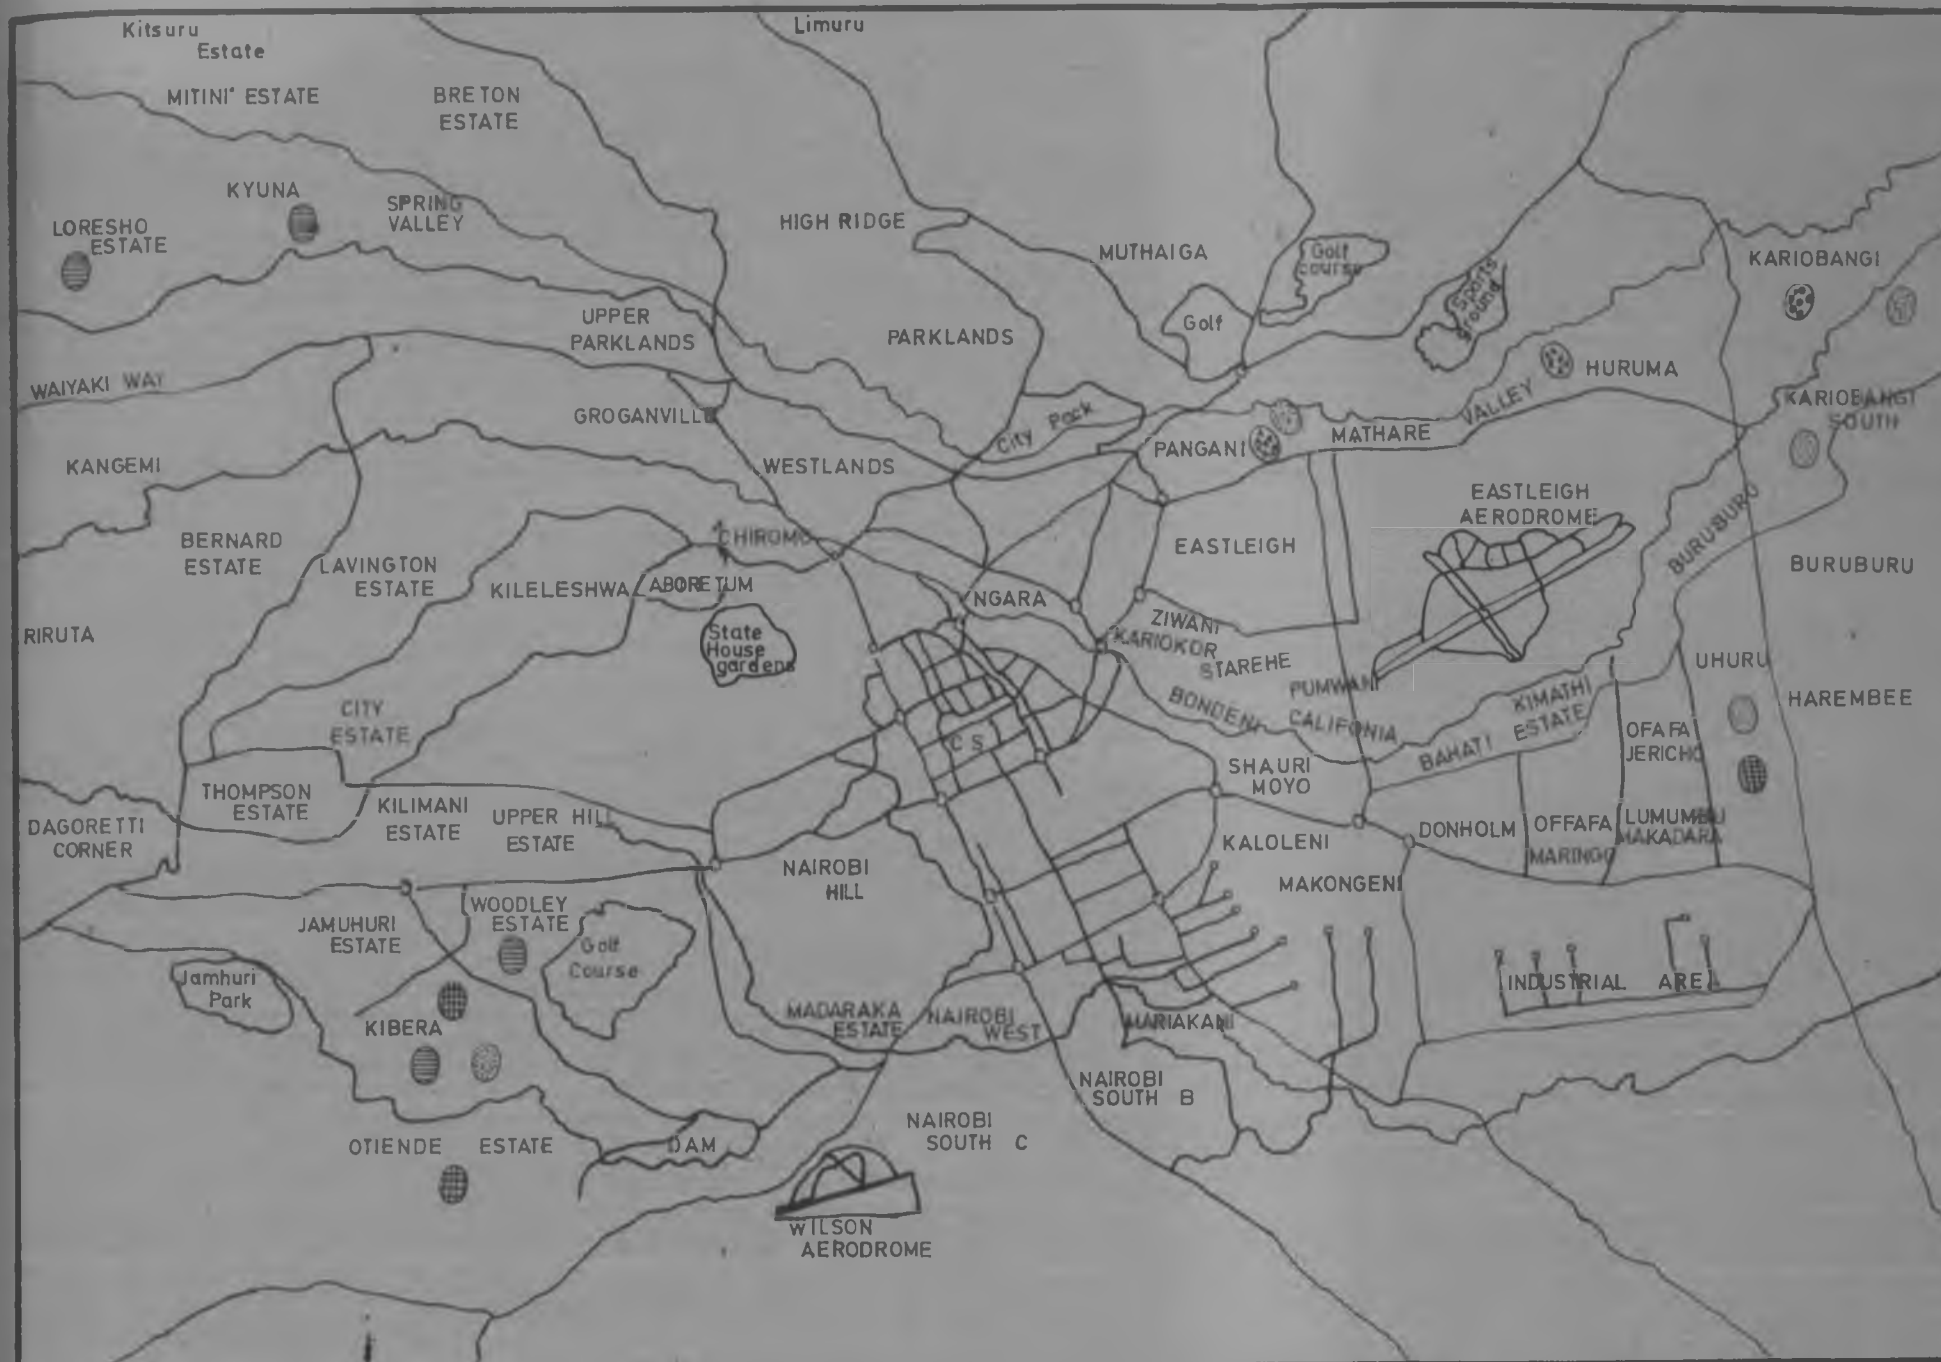 Kitsuru
Estate
Limuru
MITINI' ESTATE
BRETON
ESTATE
KYUNA
SPRING
VALLEY
LORESHO
ESTATE
HIGH RIDGE
MUTHAIGA
Golf
course
Sports
ground
KARIOBANGI
UPPER
PARKLANDS
PARKLANDS
Golf
HURUMA
WAIYAKI WAY
GROGANVILL
City Park
VALLEY
KARIOBANGI
SOUTH
PANGANI
MATHARE
KANGEMI
WESTLANDS
EASTLEIGH
AERODROME
BERNARD
ESTATE
CHIROMO
EASTLEIGH
BURUBURU
BURUBURU
LAVINGTON
ESTATE
KILELESHWA
ABORETUM
NGARA
RIRUTA
State
House
gardens
ZIWANI
KARIOKOR
STAREHE
UHURU
PUMWANI
KIMATHI
ESTATE
HAREMBEE
BONDENI
CALIFONIA
CITY
ESTATE
C S
BAHATI
OFAFA
JERICHO
SHAURI
MOYO
THOMPSON
ESTATE
KILIMANI
ESTATE
UPPER HILL
ESTATE
DAGORETTI
CORNER
KALOLENI
DONHOLM
OFFAFA
MARINGO
LUMUMBU
MAKADARA
NAIROBI
HILL
MAKONGENI
WOODLEY
ESTATE
JAMUHURI
ESTATE
Golf
Course
Jamhuri
Park
INDUSTRIAL AREA
MADARAKA
ESTATE
NAIROBI
WEST
MARIAKANI
KIBERA
NAIROBI
SOUTH B
OTIENDE ESTATE
DAM
NAIROBI
SOUTH C
WILSON
AERODROME